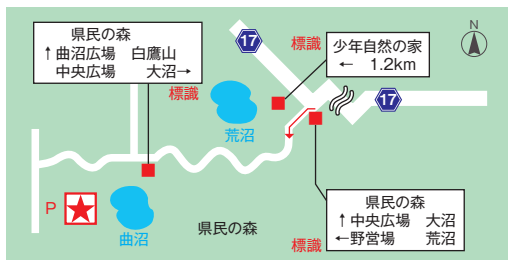 県民の森
↑曲沼広場 白鷹山
中央広場 大沼→
標識
17
標識
少年自然の家
← 1.2km
N
17
荒沼
P
曲沼
県民の森
標識
県民の森
↑中央広場 大沼
←野営場 荒沼